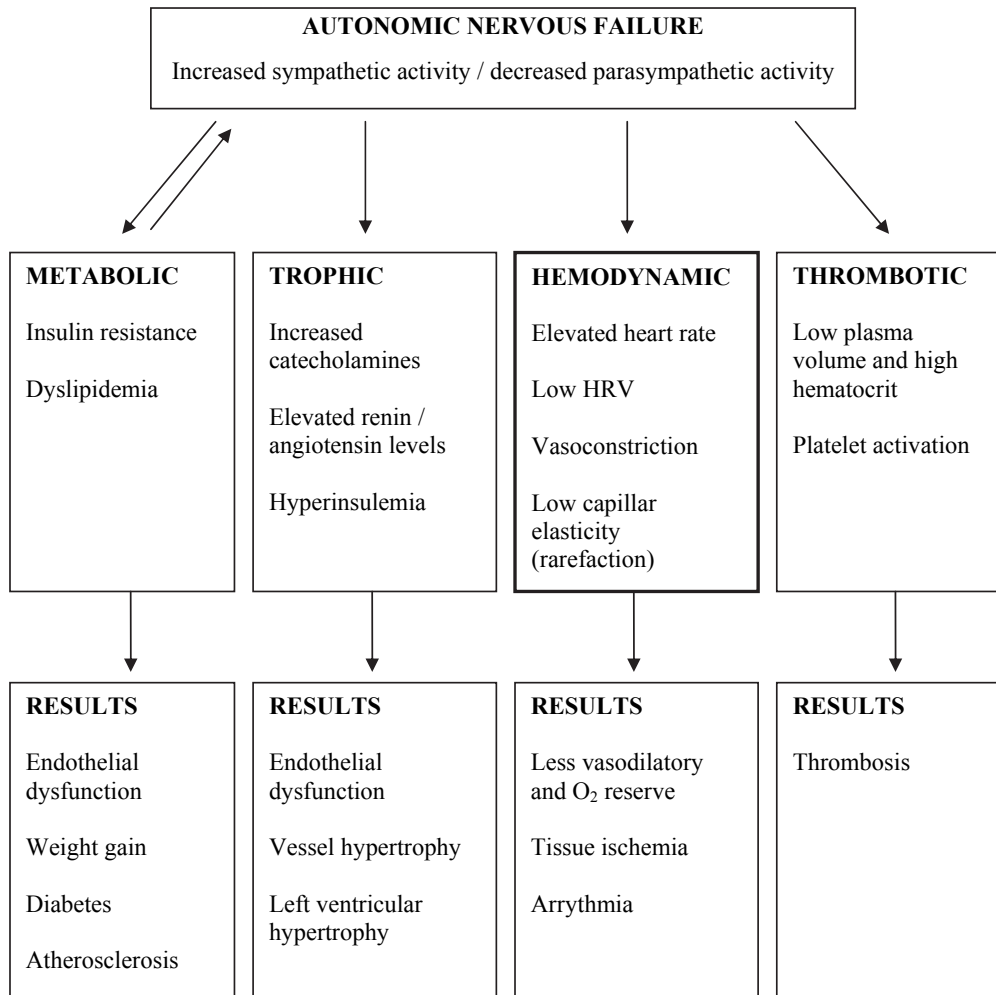 AUTONOMIC NERVOUS FAILURE
Increased sympathetic activity / decreased parasympathetic activity
METABOLIC
Insulin resistance
Dyslipidemia
TROPHIC
Increased
catecholamines
Elevated renin /
angiotensin levels
Hyperinsulemia
HEMODYNAMIC
Elevated heart rate
Low HRV
Vasoconstriction
Low capillar
elasticity
(rarefaction)
THROMBOTIC
Low plasma
volume and high
hematocrit
Platelet activation
RESULTS
Endothelial
dysfunction
Weight gain
Diabetes
Atherosclerosis
RESULTS
Endothelial
dysfunction
Vessel hypertrophy
Left ventricular
hypertrophy
RESULTS
Less vasodilatory
and O₂ reserve
Tissue ischemia
Arrythmia
RESULTS
Thrombosis